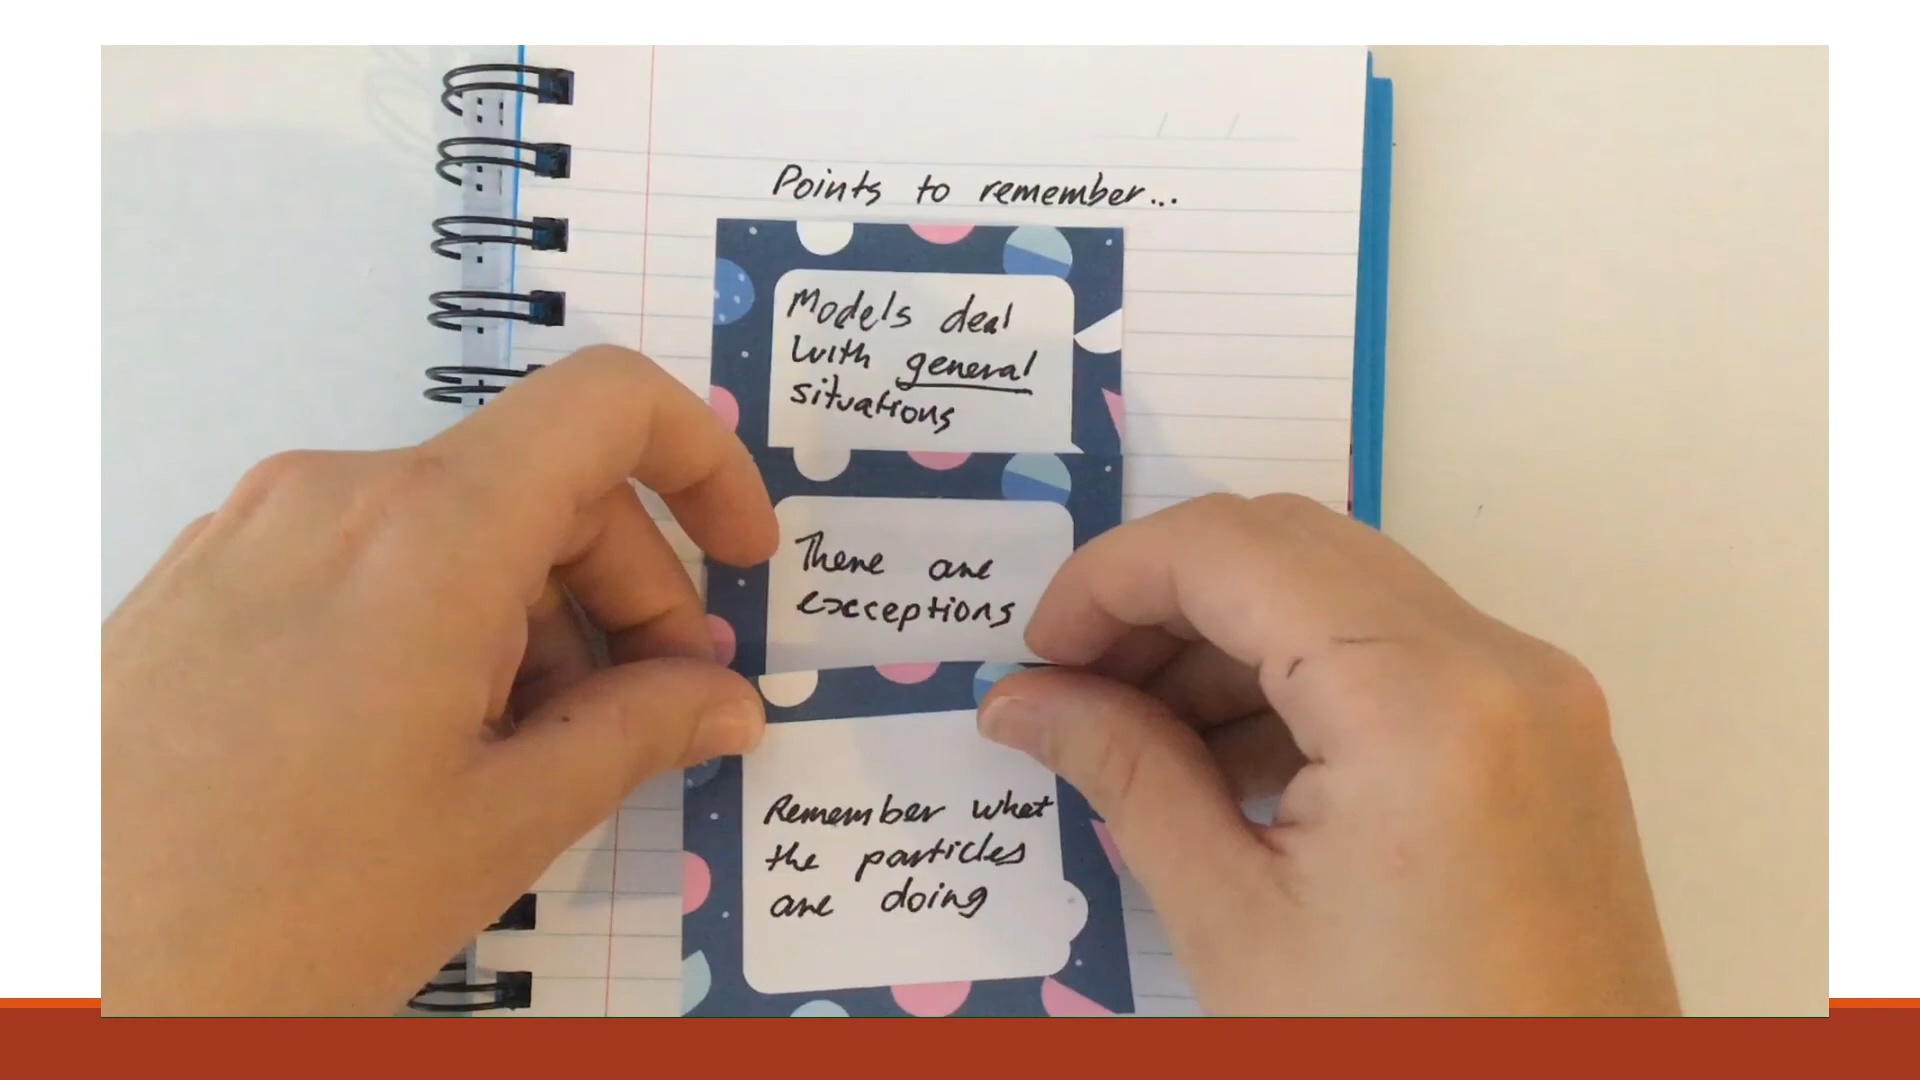 Points to remember...
Models deal
with general
situations
There are
exceptions
Remember what
the particles
are doing